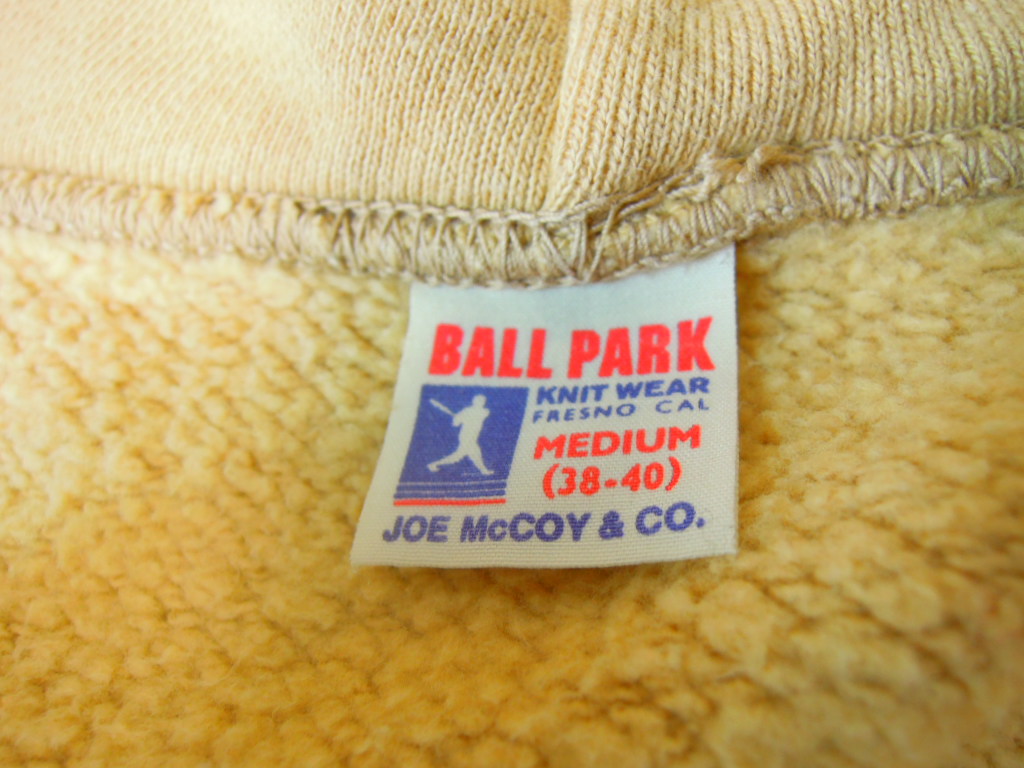 BALL PARK
KNIT WEAR
FRESNO CAL
MEDIUM
(38-40)
JOE McCOY & CO.